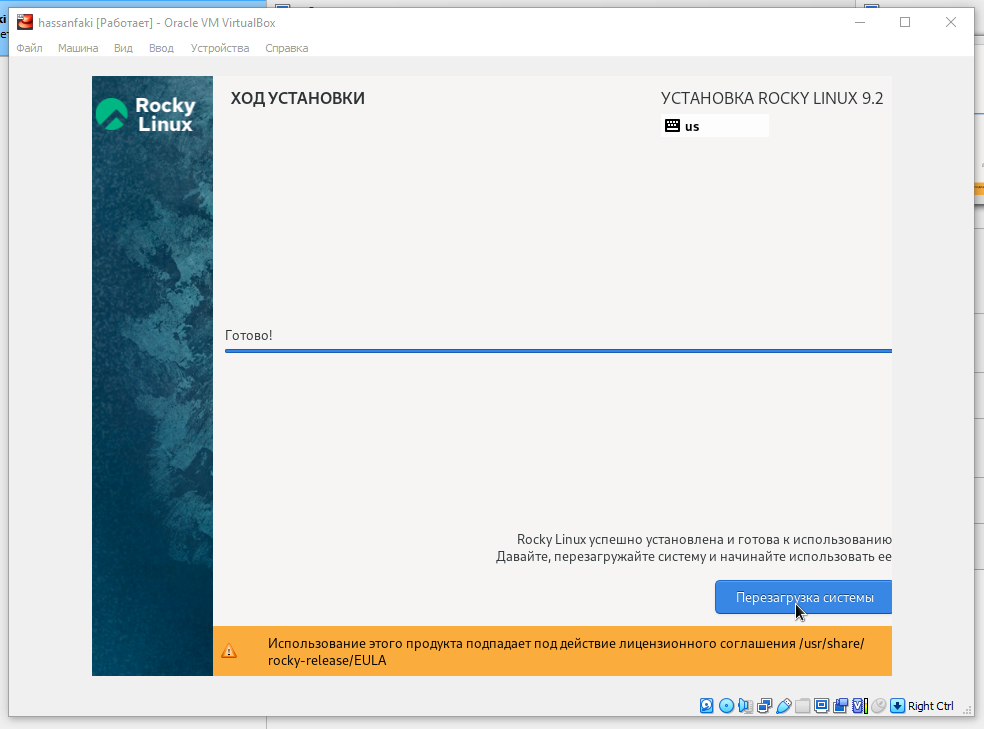 hassanfaki [Работает] - Oracle VM VirtualBox
Файл Машина Вид Ввод Устройства Справка
Rocky
Linux
ХОД УСТАНОВКИ
УСТАНОВКА ROCKY LINUX 9.2
us
Готово!
Rocky Linux успешно установлена и готова к использованию
Давайте, перезагружайте систему и начинайте использовать ее
Перезагрузка системы
Использование этого продукта подпадает под действие лицензионного соглашения /usr/share/
rocky-release/EULA
Right Ctrl